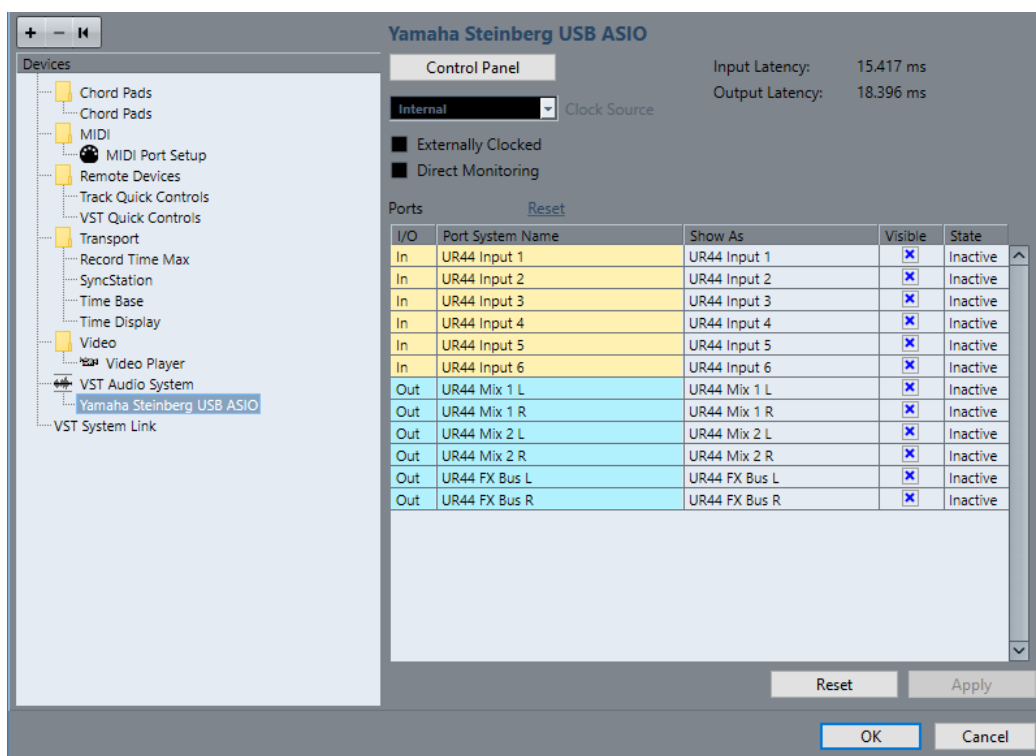 Devices
Chord Pads
Chord Pads
MIDI
MIDI Port Setup
Remote Devices
Track Quick Controls
VST Quick Controls
Transport
Record Time Max
SyncStation
Time Base
Time Display
Video
Video Player
VST Audio System
Yamaha Steinberg USB ASIO
VST System Link
Yamaha Steinberg USB ASIO
Control Panel
Input Latency: 15.417 ms
Output Latency: 18.396 ms
Internal Clock Source
Externally Clocked
Direct Monitoring
Ports Reset
I/O Port System Name Show As Visible State
In UR44 Input 1 UR44 Input 1 Inactive
In UR44 Input 2 UR44 Input 2 Inactive
In UR44 Input 3 UR44 Input 3 Inactive
In UR44 Input 4 UR44 Input 4 Inactive
In UR44 Input 5 UR44 Input 5 Inactive
In UR44 Input 6 UR44 Input 6 Inactive
Out UR44 Mix 1 L UR44 Mix 1 L Inactive
Out UR44 Mix 1 R UR44 Mix 1 R Inactive
Out UR44 Mix 2 L UR44 Mix 2 L Inactive
Out UR44 Mix 2 R UR44 Mix 2 R Inactive
Out UR44 FX Bus L UR44 FX Bus L Inactive
Out UR44 FX Bus R UR44 FX Bus R Inactive
Reset Apply
OK Cancel